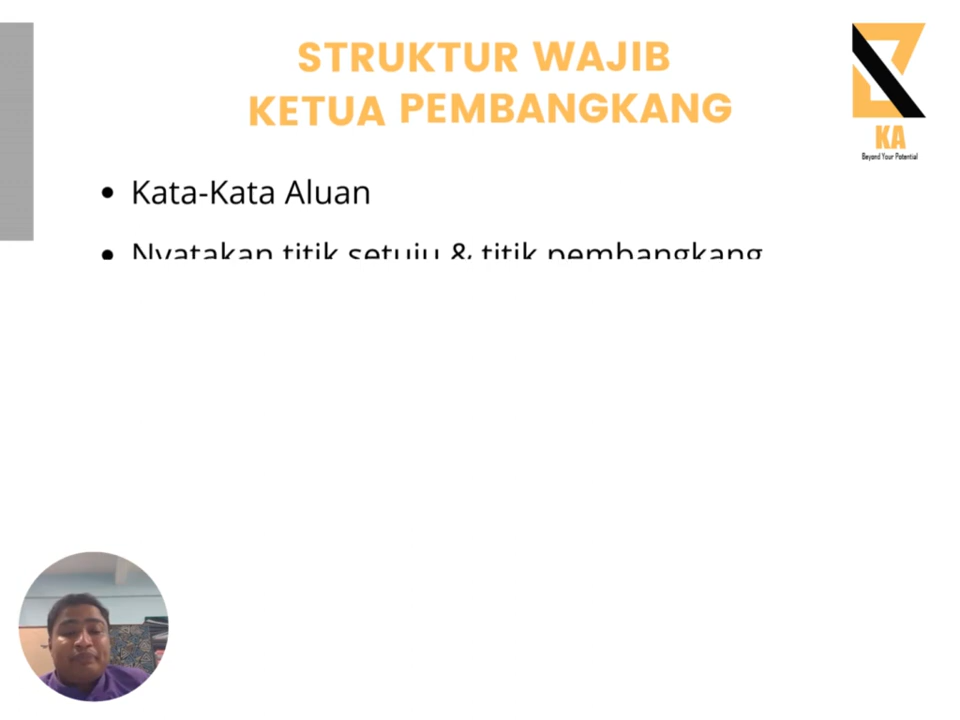 STRUKTUR WAJIB
KETUA PEMBANGKANG
KA
Beyond Your Potential
• Kata-Kata Aluan
• Nyatakan titik setuju & titik pembangkang